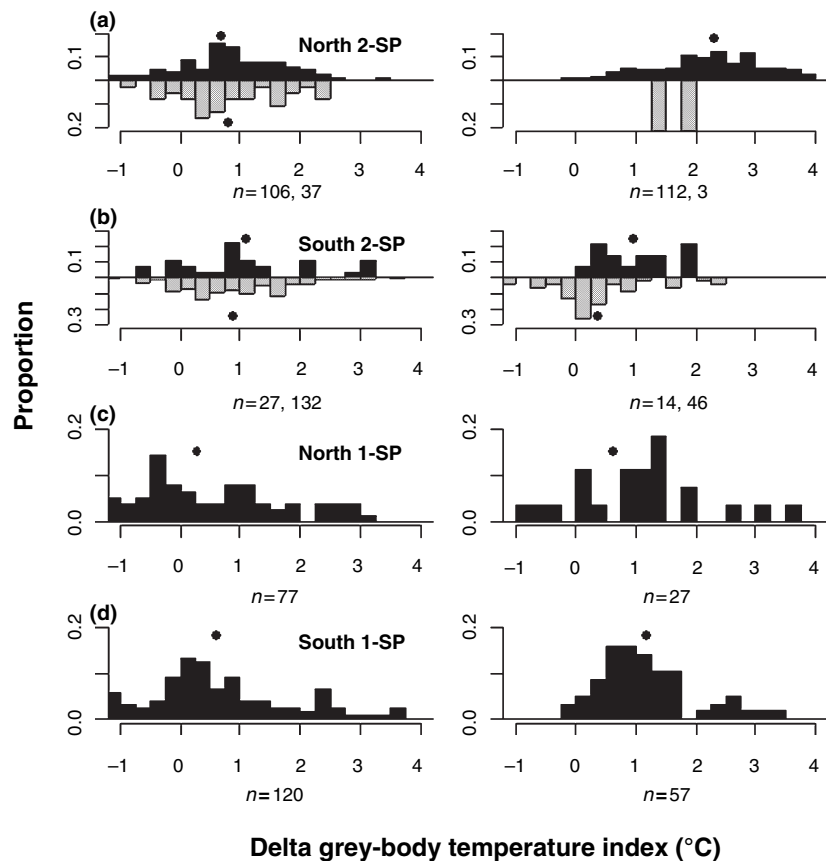 (a)
North 2-SP
0.1
0.2
–1 0 1 2 3 4
n=106, 37
0.1
0.2
–1 0 1 2 3 4
n=112, 3
(b)
South 2-SP
0.1
0.3
–1 0 1 2 3 4
n=27, 132
0.1
0.3
–1 0 1 2 3 4
n=14, 46
Proportion
(c)
North 1-SP
0.2
0.0
–1 0 1 2 3 4
n=77
0.2
0.0
–1 0 1 2 3 4
n=27
(d)
South 1-SP
0.2
0.0
–1 0 1 2 3 4
n=120
0.2
0.0
–1 0 1 2 3 4
n=57
Delta grey-body temperature index (°C)